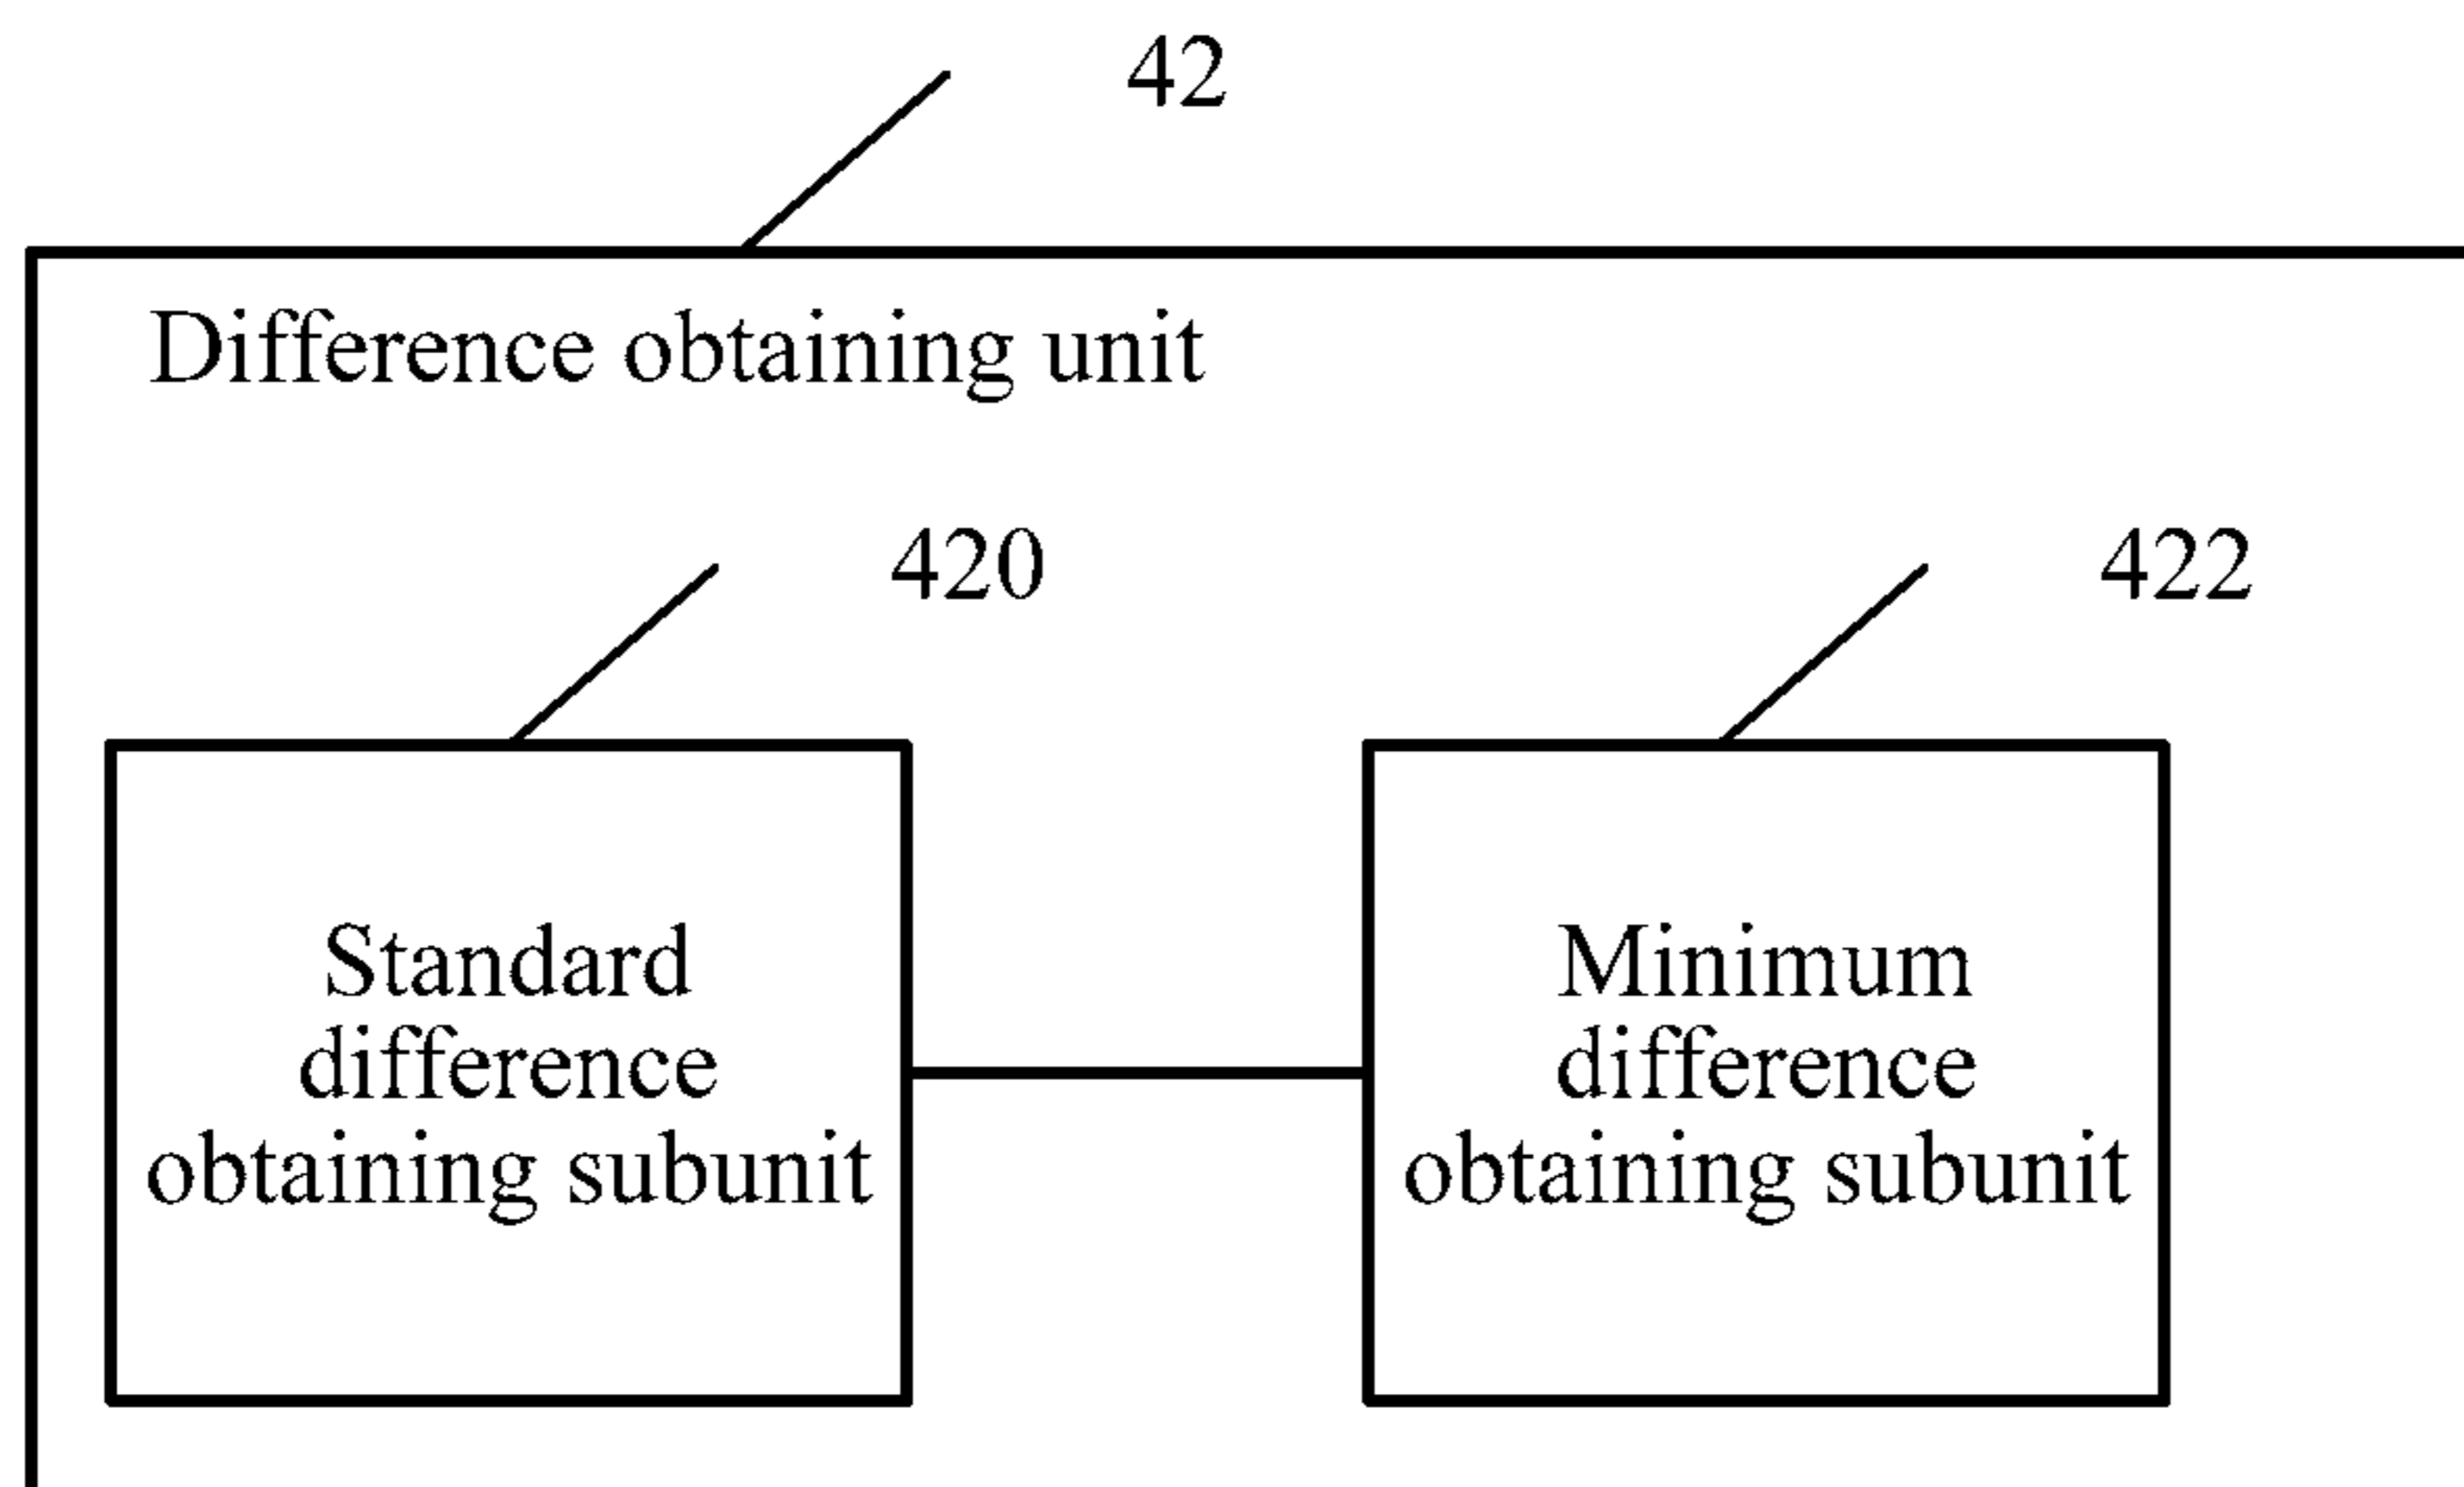 42
Difference obtaining unit
420
422
Standard
difference
obtaining subunit
Minimum
difference
obtaining subunit